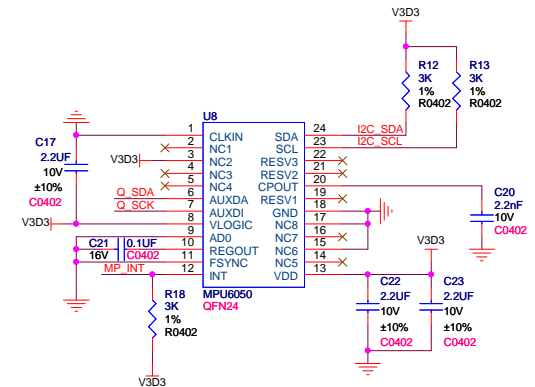 V3D3
R12
3K
1%
R0402
R13
3K
1%
R0402
U8
C17
2.2UF
10V
±10%
C0402
V3D3
V3D3
Q_SDA
Q_SCK
C21
16V
0.1UF
C0402
MP_INT
1 CLKIN
2 NC1
3 NC2
4 NC3
5 NC4
6 AUXDA
7 AUXDI
8 VLOGIC
9 AD0
10 REGOUT
11 FSYNC
12 INT
SDA 24 I2C_SDA
SCL 23 I2C_SCL
RESV3 22
RESV2 21
CPOUT 20
RESV1 19
GND 18
NC8 17
NC7 16
NC6 15
NC5 14
VDD 13
MPU6050
QFN24
C20
2.2nF
10V
C0402
V3D3
C22
2.2UF
10V
±10%
C0402
C23
2.2UF
10V
±10%
C0402
R18
3K
1%
R0402
V3D3